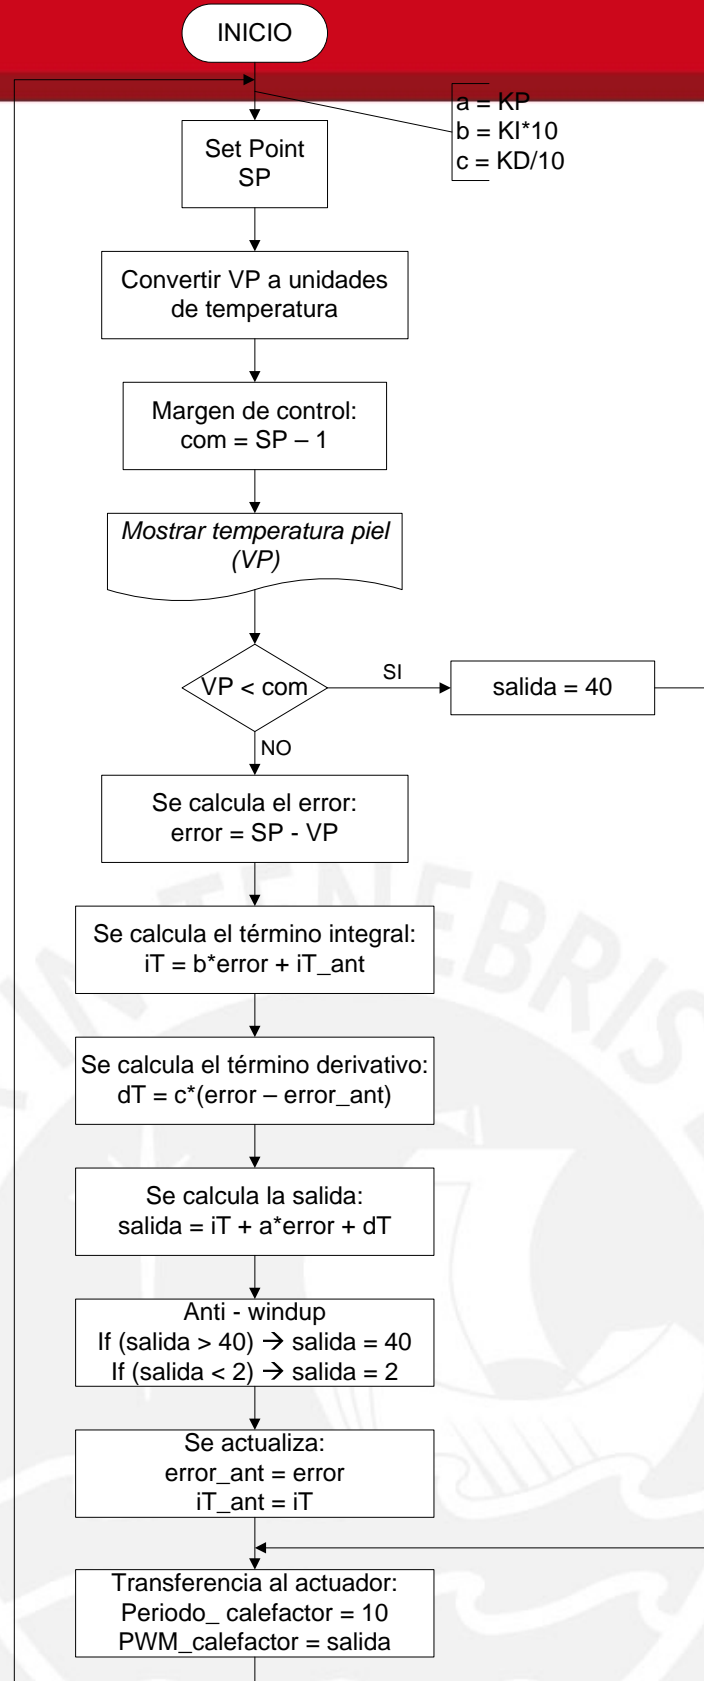 INICIO
a = KP
b = KI*10
c = KD/10
Set Point
SP
Convertir VP a unidades
de temperatura
Margen de control:
com = SP – 1
Mostrar temperatura piel
(VP)
VP < com
SI
salida = 40
NO
Se calcula el error:
error = SP - VP
Se calcula el término integral:
iT = b*error + iT_ant
Se calcula el término derivativo:
dT = c*(error – error_ant)
Se calcula la salida:
salida = iT + a*error + dT
Anti - windup
If (salida > 40) → salida = 40
If (salida < 2) → salida = 2
Se actualiza:
error_ant = error
iT_ant = iT
Transferencia al actuador:
Periodo_ calefactor = 10
PWM_calefactor = salida
IN TENEBRIS